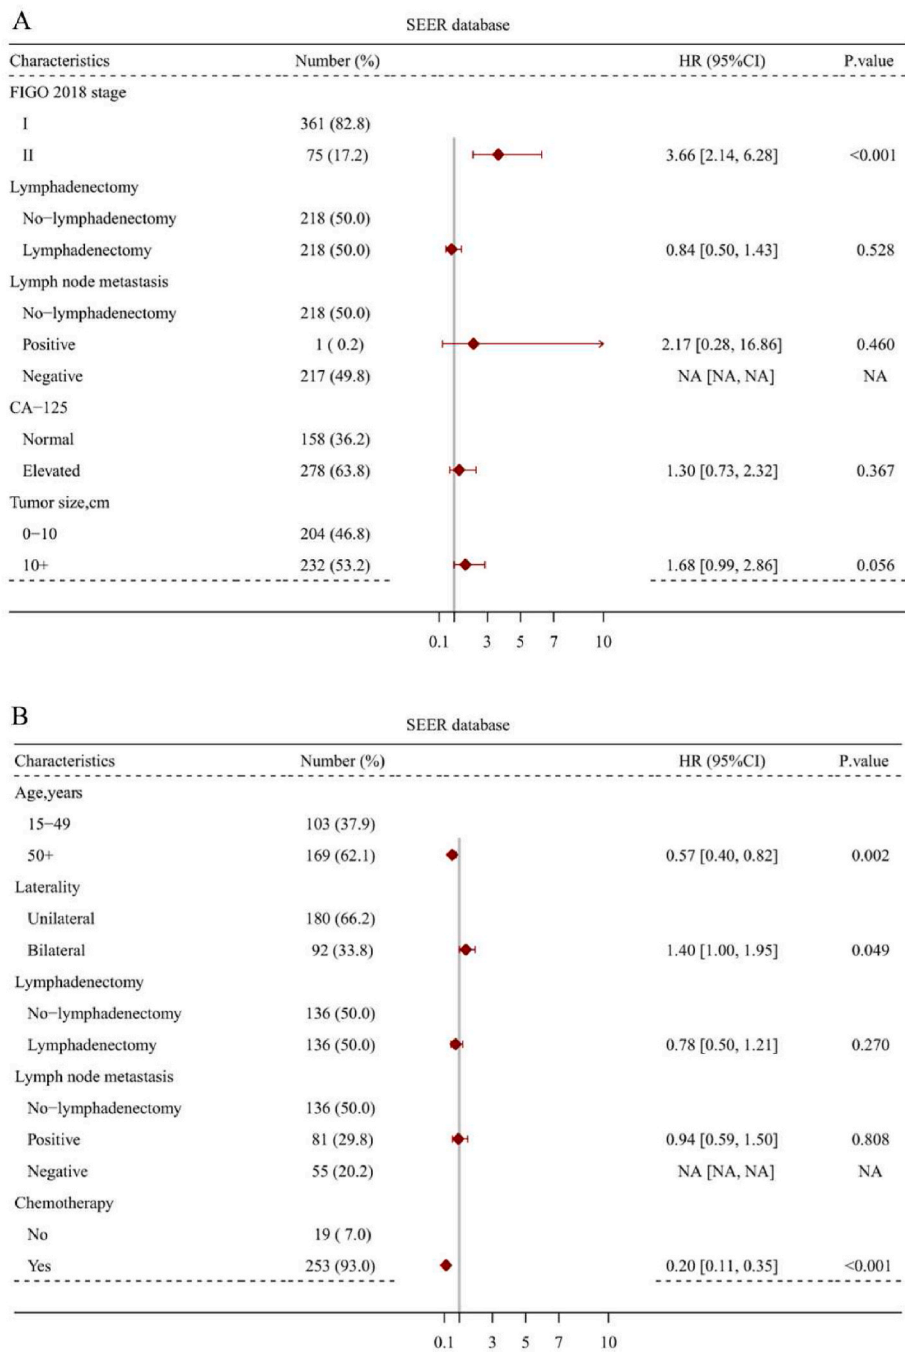 A
SEER database
Characteristics Number (%) HR (95%CI) P.value
FIGO 2018 stage
I 361 (82.8)
II 75 (17.2) 3.66 [2.14, 6.28] <0.001
Lymphadenectomy
No−lymphadenectomy 218 (50.0)
Lymphadenectomy 218 (50.0) 0.84 [0.50, 1.43] 0.528
Lymph node metastasis
No−lymphadenectomy 218 (50.0)
Positive 1 ( 0.2) 2.17 [0.28, 16.86] 0.460
Negative 217 (49.8) NA [NA, NA] NA
CA−125
Normal 158 (36.2)
Elevated 278 (63.8) 1.30 [0.73, 2.32] 0.367
Tumor size,cm
0−10 204 (46.8)
10+ 232 (53.2) 1.68 [0.99, 2.86] 0.056
0.1 3 5 7 10
B
SEER database
Characteristics Number (%) HR (95%CI) P.value
Age,years
15−49 103 (37.9)
50+ 169 (62.1) 0.57 [0.40, 0.82] 0.002
Laterality
Unilateral 180 (66.2)
Bilateral 92 (33.8) 1.40 [1.00, 1.95] 0.049
Lymphadenectomy
No−lymphadenectomy 136 (50.0)
Lymphadenectomy 136 (50.0) 0.78 [0.50, 1.21] 0.270
Lymph node metastasis
No−lymphadenectomy 136 (50.0)
Positive 81 (29.8) 0.94 [0.59, 1.50] 0.808
Negative 55 (20.2) NA [NA, NA] NA
Chemotherapy
No 19 ( 7.0)
Yes 253 (93.0) 0.20 [0.11, 0.35] <0.001
0.1 3 5 7 10